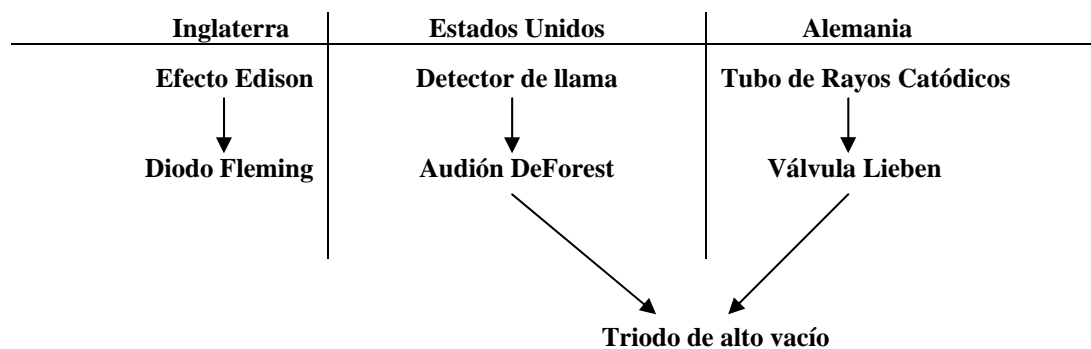 Inglaterra Estados Unidos Alemania
Efecto Edison Detector de llama Tubo de Rayos Catódicos
Diodo Fleming Audión DeForest Válvula Lieben
Triodo de alto vacío